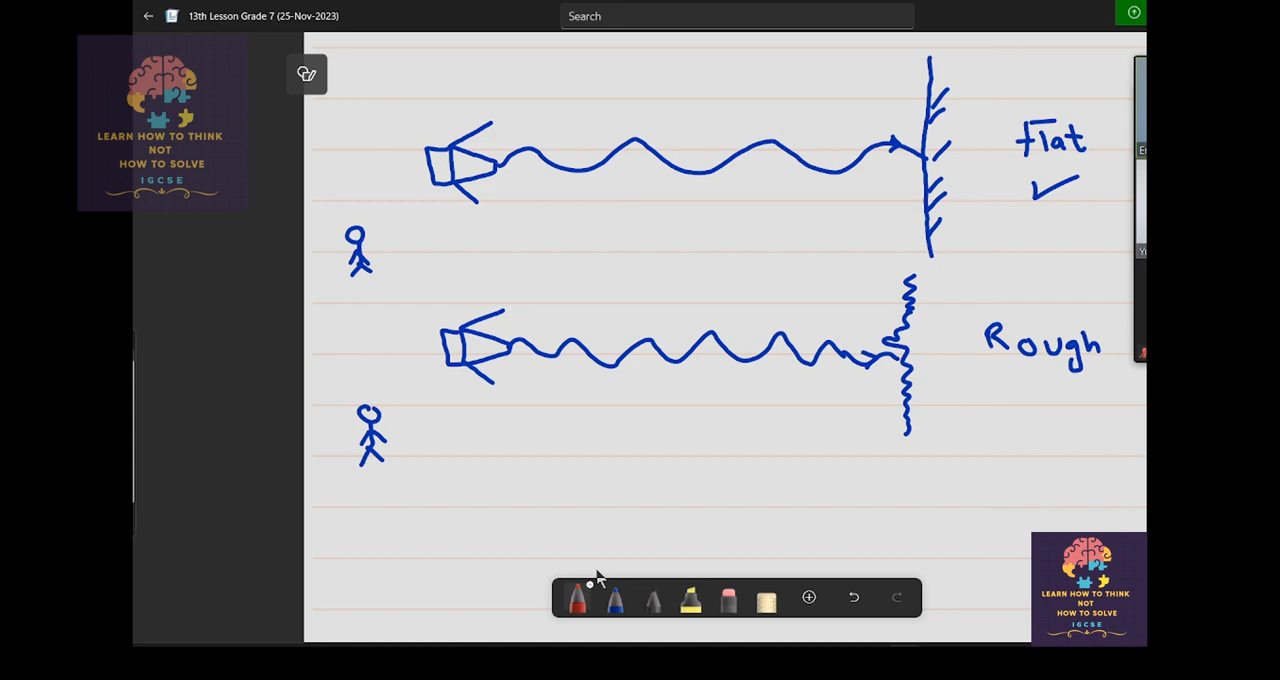 13th Lesson Grade 7 (25-Nov-2023)
Search
LEARN HOW TO THINK
NOT
HOW TO SOLVE
IGCSE
Flat
Rough
LEARN HOW TO THINK
NOT
HOW TO SOLVE
IGCSE